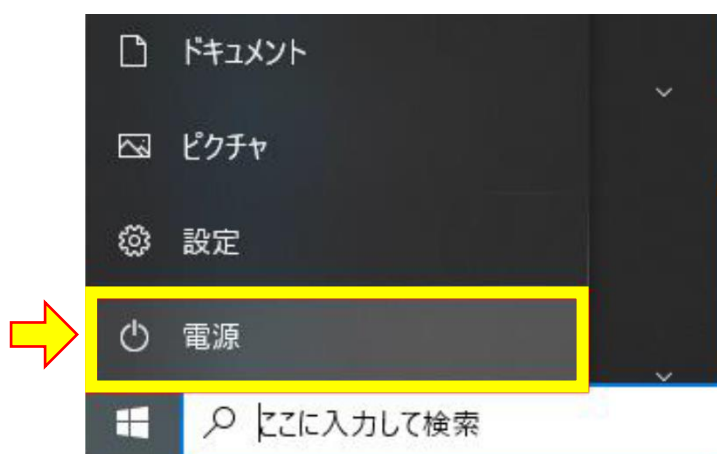 ドキュメント
ピクチャ
設定
電源
ここに入力して検索